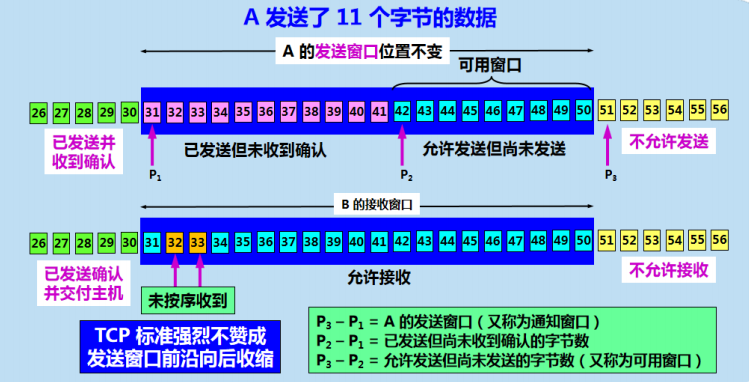 A 发送了 11 个字节的数据
A 的发送窗口位置不变
可用窗口
26 27 28 29 30 31 32 33 34 35 36 37 38 39 40 41 42 43 44 45 46 47 48 49 50 51 52 53 54 55 56
已发送并
收到确认
已发送但未收到确认
允许发送但尚未发送
不允许发送
P1 P2 P3
B 的接收窗口
26 27 28 29 30 31 32 33 34 35 36 37 38 39 40 41 42 43 44 45 46 47 48 49 50 51 52 53 54 55 56
已发送确认
并交付主机
允许接收
不允许接收
未按序收到
TCP 标准强烈不赞成
发送窗口前沿向后收缩
P3 – P1 = A 的发送窗口（又称为通知窗口）
P2 – P1 = 已发送但尚未收到确认的字节数
P3 – P2 = 允许发送但尚未发送的字节数（又称为可用窗口）